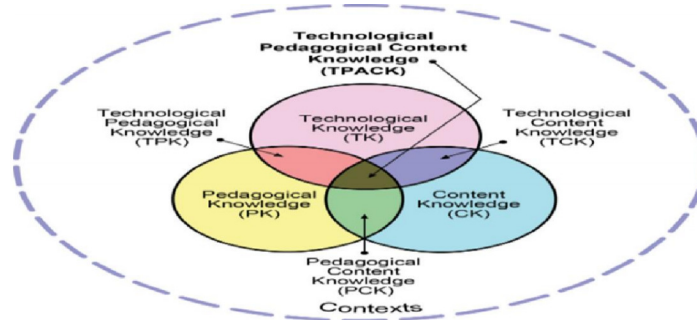 Technological
Pedagogical Content
Knowledge
(TPACK)
Technological
Pedagogical
Knowledge
(TPK)
Technological
Knowledge
(TK)
Technological
Content
Knowledge
(TCK)
Pedagogical
Knowledge
(PK)
Content
Knowledge
(CK)
Pedagogical
Content
Knowledge
(PCK)
Contexts